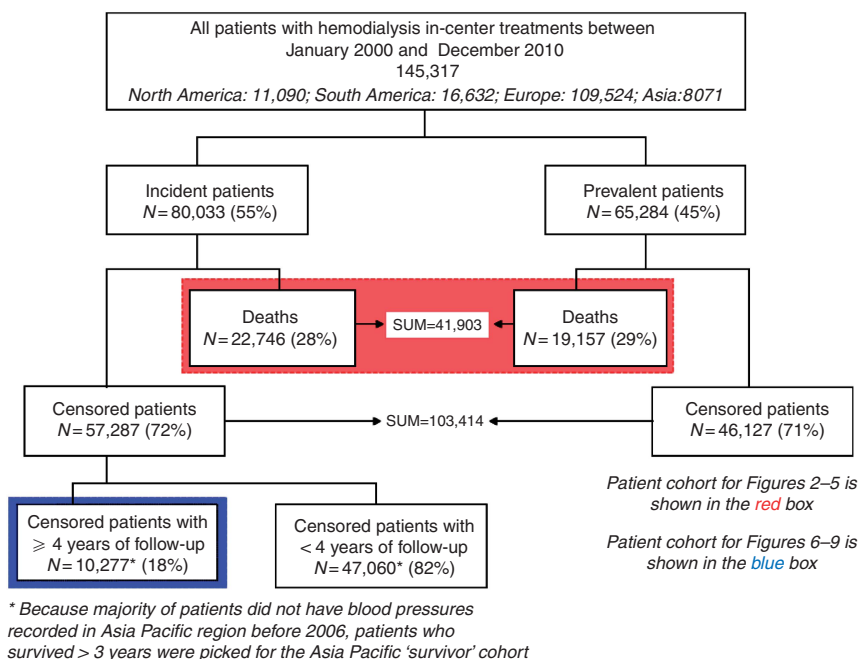 All patients with hemodialysis in-center treatments between
January 2000 and December 2010
145,317
North America: 11,090; South America: 16,632; Europe: 109,524; Asia:8071
Incident patients
N=80,033 (55%)
Prevalent patients
N=65,284 (45%)
Deaths
N=22,746 (28%)
SUM=41,903
Deaths
N=19,157 (29%)
Censored patients
N=57,287 (72%)
SUM=103,414
Censored patients
N=46,127 (71%)
Censored patients with
⩾ 4 years of follow-up
N=10,277* (18%)
Censored patients with
< 4 years of follow-up
N=47,060* (82%)
Patient cohort for Figures 2–5 is
shown in the red box
Patient cohort for Figures 6–9 is
shown in the blue box
* Because majority of patients did not have blood pressures
recorded in Asia Pacific region before 2006, patients who
survived > 3 years were picked for the Asia Pacific ‘survivor’ cohort